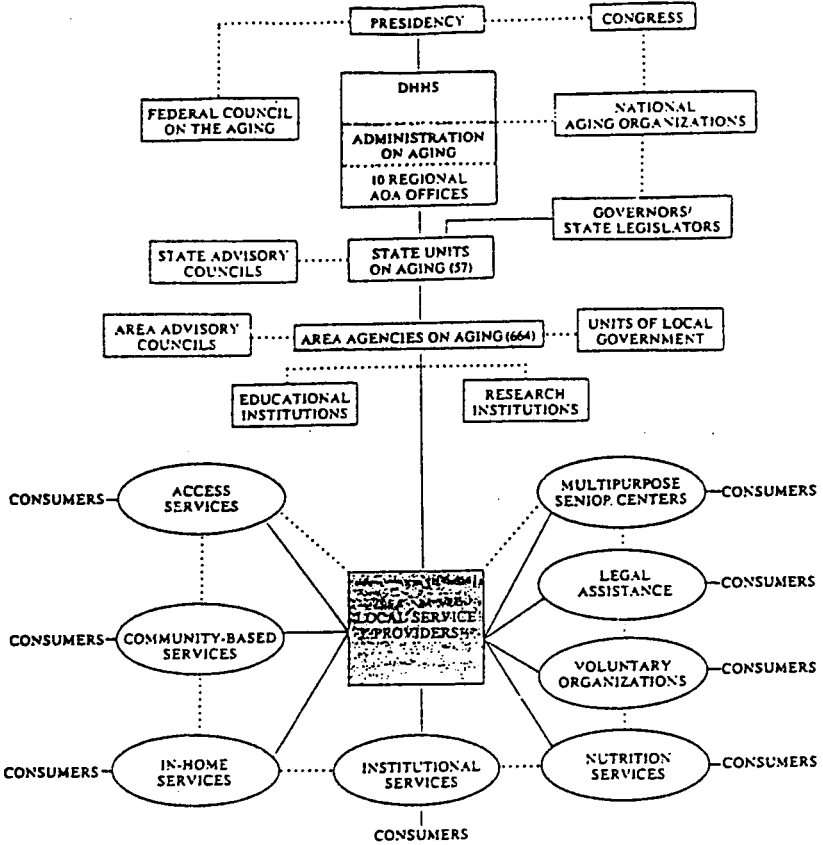 PRESIDENCY
CONGRESS
DHHS
FEDERAL COUNCIL
ON THE AGING
NATIONAL
AGING ORGANIZATIONS
ADMINISTRATION
ON AGING
10 REGIONAL
AOA OFFICES
GOVERNORS/
STATE LEGISLATORS
STATE ADVISORY
COUNCILS
STATE UNITS
ON AGING (57)
AREA ADVISORY
COUNCILS
AREA AGENCIES ON AGING (664)
UNITS OF LOCAL
GOVERNMENT
EDUCATIONAL
INSTITUTIONS
RESEARCH
INSTITUTIONS
CONSUMERS
ACCESS
SERVICES
MULTIPURPOSE
SENIOP. CENTERS
CONSUMERS
LEGAL
ASSISTANCE
CONSUMERS
LOCAL SERVICE
PROVIDERS
CONSUMERS
COMMUNITY-BASED
SERVICES
VOLUNTARY
ORGANIZATIONS
CONSUMERS
CONSUMERS
IN-HOME
SERVICES
INSTITUTIONAL
SERVICES
NUTRITION
SERVICES
CONSUMERS
CONSUMERS